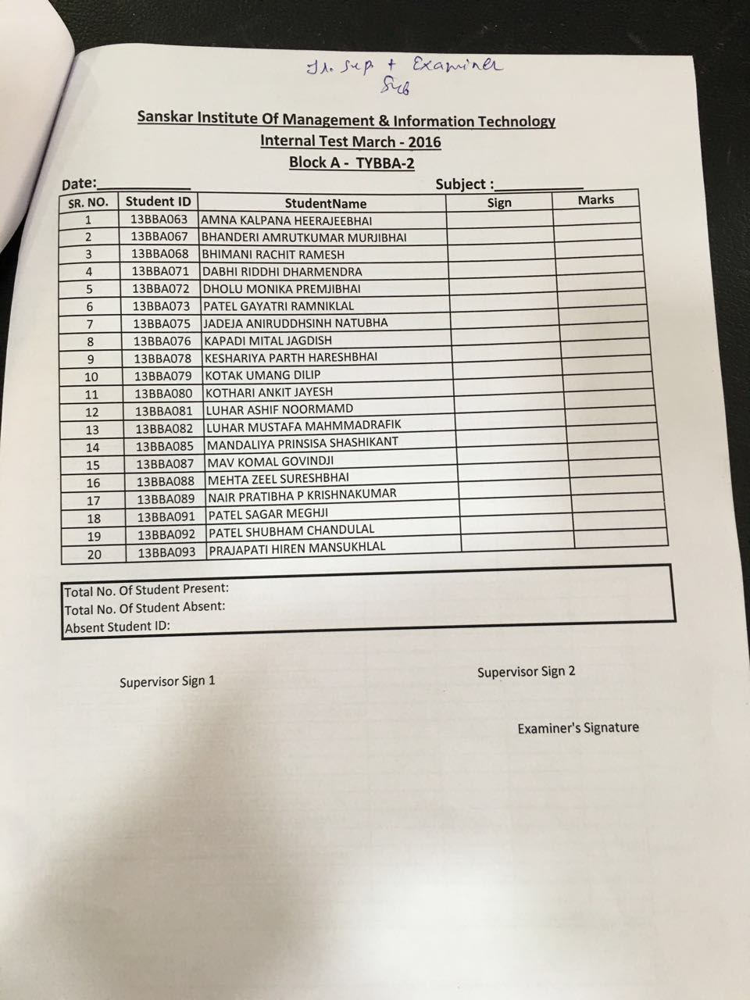 Jr. Sup + Examiner
Sub
Sanskar Institute Of Management & Information Technology
Internal Test March - 2016
Block A - TYBBA-2
Date:____________ Subject :____________
SR. NO. Student ID StudentName Sign Marks
1 13BBA063 AMNA KALPANA HEERAJEEBHAI
2 13BBA067 BHANDERI AMRUTKUMAR MURJIBHAI
3 13BBA068 BHIMANI RACHIT RAMESH
4 13BBA071 DABHI RIDDHI DHARMENDRA
5 13BBA072 DHOLU MONIKA PREMJIBHAI
6 13BBA073 PATEL GAYATRI RAMNIKLAL
7 13BBA075 JADEJA ANIRUDDHSINH NATUBHA
8 13BBA076 KAPADI MITAL JAGDISH
9 13BBA078 KESHARIYA PARTH HARESHBHAI
10 13BBA079 KOTAK UMANG DILIP
11 13BBA080 KOTHARI ANKIT JAYESH
12 13BBA081 LUHAR ASHIF NOORMAMD
13 13BBA082 LUHAR MUSTAFA MAHMMADRAFIK
14 13BBA085 MANDALIYA PRINSISA SHASHIKANT
15 13BBA087 MAV KOMAL GOVINDJI
16 13BBA088 MEHTA ZEEL SURESHBHAI
17 13BBA089 NAIR PRATIBHA P KRISHNAKUMAR
18 13BBA091 PATEL SAGAR MEGHJI
19 13BBA092 PATEL SHUBHAM CHANDULAL
20 13BBA093 PRAJAPATI HIREN MANSUKHLAL
Total No. Of Student Present:
Total No. Of Student Absent:
Absent Student ID:
Supervisor Sign 1 Supervisor Sign 2
Examiner's Signature